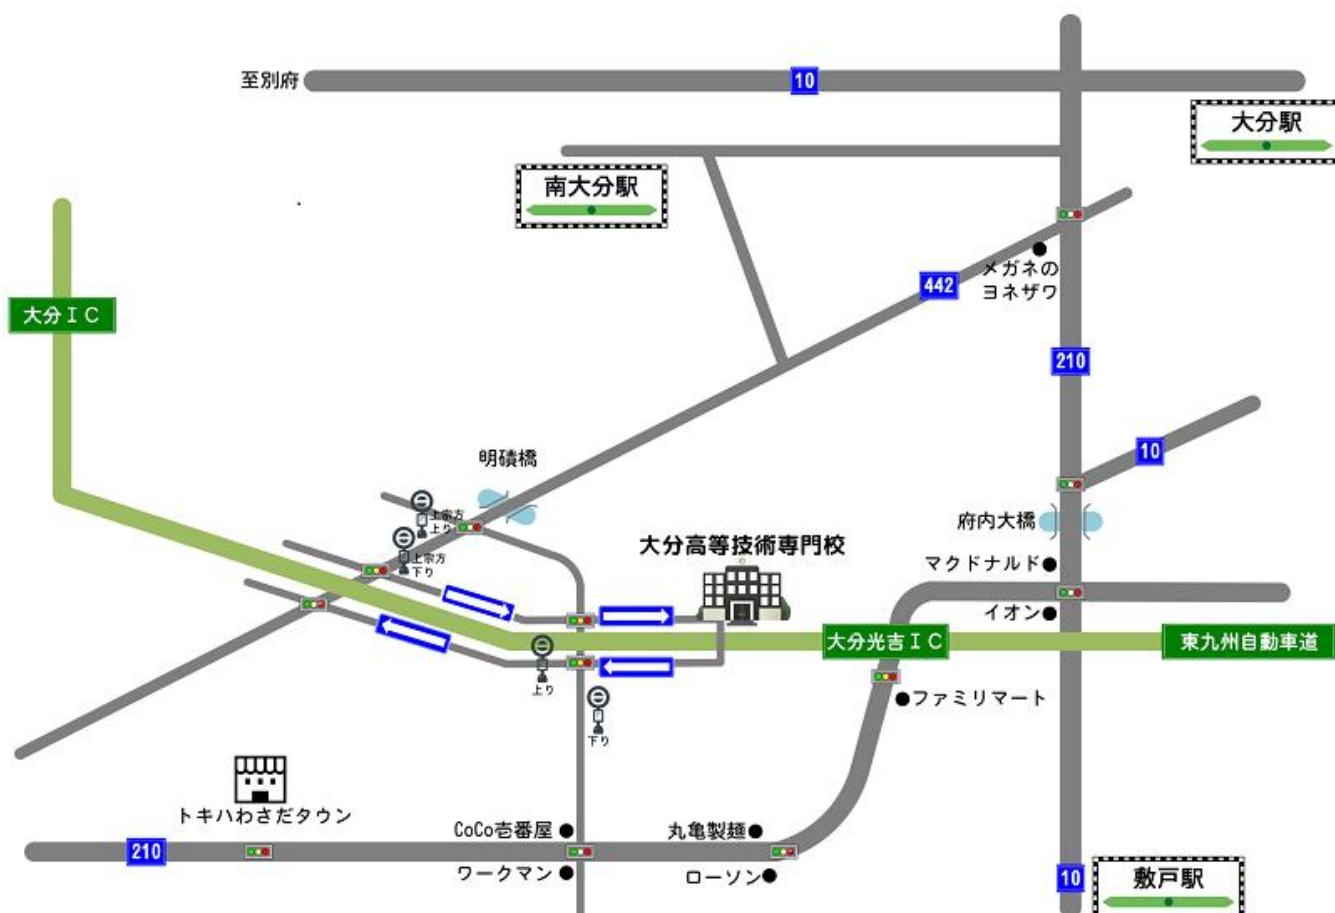 至別府
10
大分駅
南大分駅
メガネの
ヨネザワ
442
大分ＩＣ
210
10
明磧橋
上宗方
上り
府内大橋
上宗方
下り
大分高等技術専門校
マクドナルド
イオン
大分光吉ＩＣ
東九州自動車道
上り
ファミリマート
下り
トキハわさだタウン
CoCo壱番屋
丸亀製麺
210
ワークマン
ローソン
10
敷戸駅